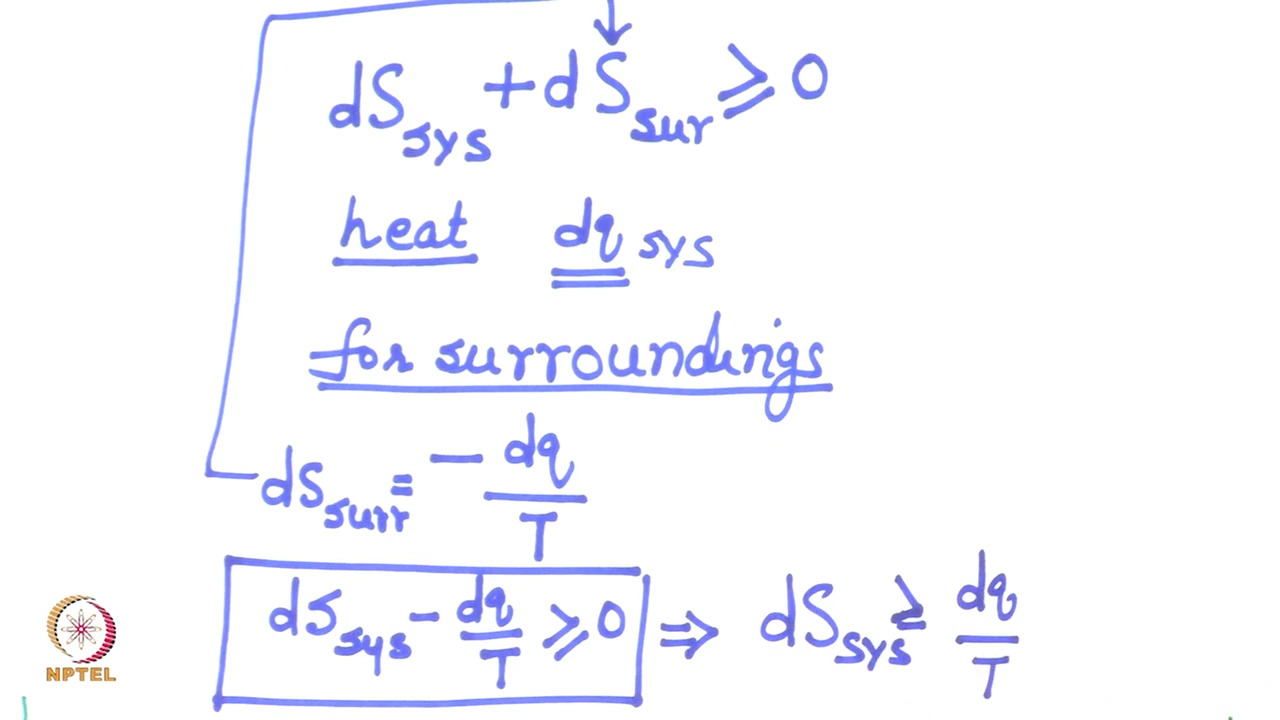 dS_sys + dS_sur ≥ 0
heat dq sys
for surroundings
dS_surr = - dq/T
dS_sys - dq/T ≥ 0 ⇒ dS_sys ≥ dq/T
NPTEL